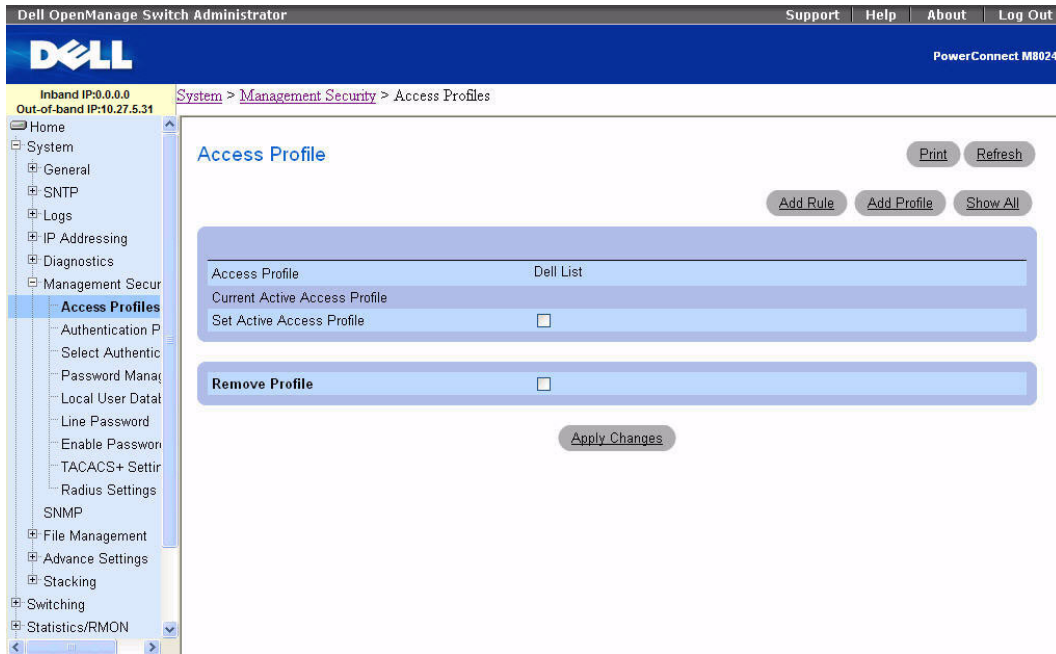 Dell OpenManage Switch Administrator
Support | Help | About | Log Out
DELL
PowerConnect M8024
Inband IP:0.0.0.0
Out-of-band IP:10.27.5.31
System > Management Security > Access Profiles
Home
System
General
SNTP
Logs
IP Addressing
Diagnostics
Management Secur
Access Profiles
Authentication P
Select Authentic
Password Manag
Local User Datab
Line Password
Enable Passwor
TACACS+ Settin
Radius Settings
SNMP
File Management
Advance Settings
Stacking
Switching
Statistics/RMON
Access Profile
Print
Refresh
Add Rule
Add Profile
Show All
Access Profile Dell List
Current Active Access Profile
Set Active Access Profile
Remove Profile
Apply Changes